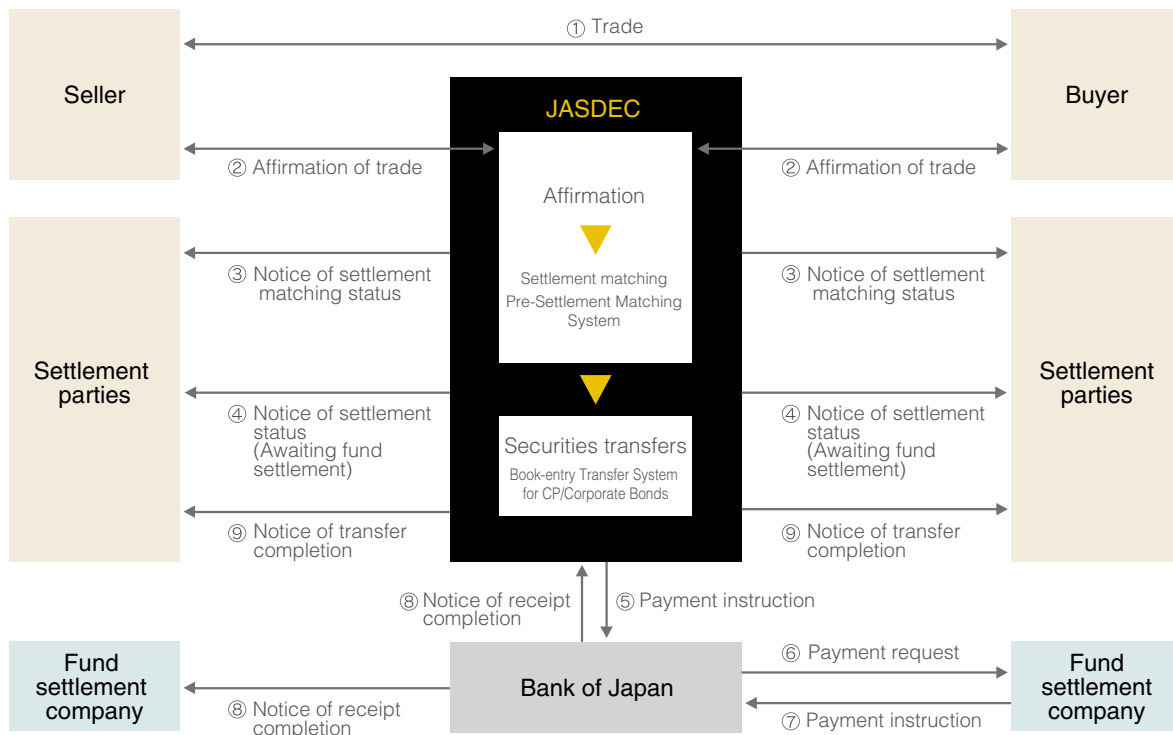 ① Trade
Seller
Buyer
JASDEC
② Affirmation of trade
② Affirmation of trade
Affirmation
③ Notice of settlement
matching status
Settlement matching
Pre-Settlement Matching
System
③ Notice of settlement
matching status
Settlement
parties
Settlement
parties
④ Notice of settlement
status
(Awaiting fund
settlement)
Securities transfers
Book-entry Transfer System
for CP/Corporate Bonds
④ Notice of settlement
status
(Awaiting fund
settlement)
⑨ Notice of transfer
completion
⑨ Notice of transfer
completion
⑧ Notice of receipt
completion
⑤ Payment instruction
Fund
settlement
company
⑧ Notice of receipt
completion
Bank of Japan
⑥ Payment request
⑦ Payment instruction
Fund
settlement
company